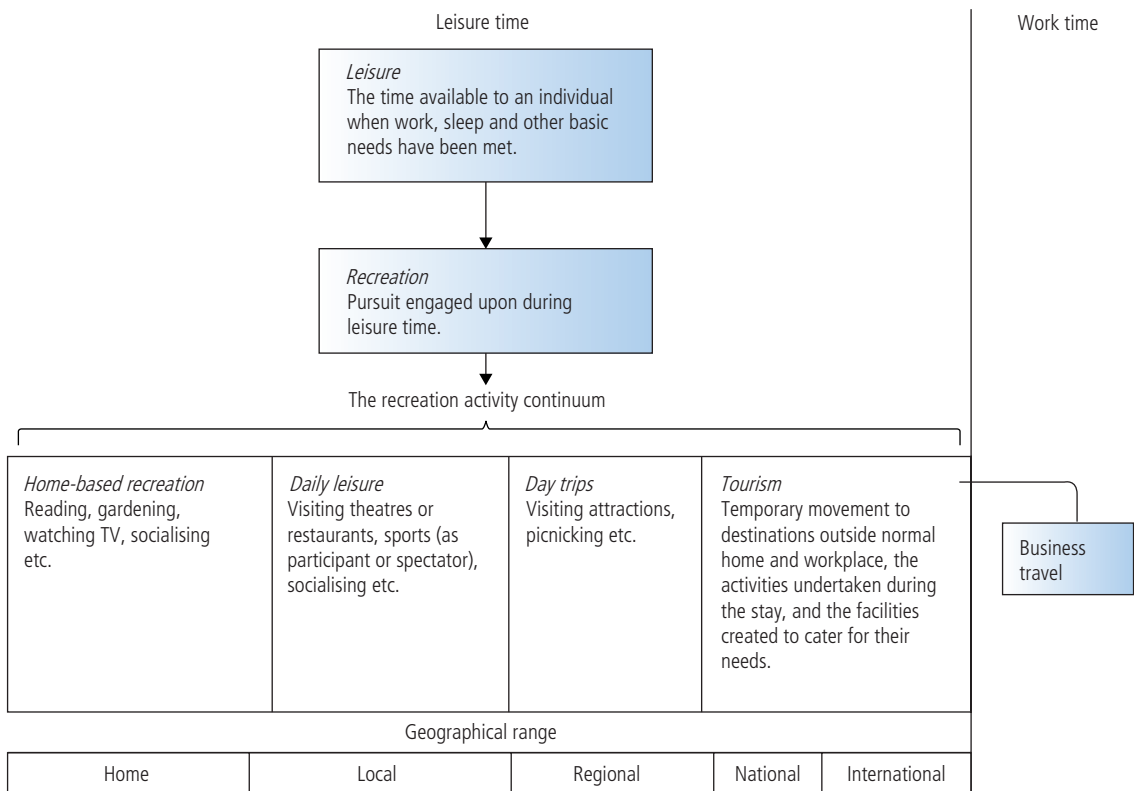 Leisure time
Work time
Leisure
The time available to an individual
when work, sleep and other basic
needs have been met.
Recreation
Pursuit engaged upon during
leisure time.
The recreation activity continuum
Home-based recreation
Reading, gardening,
watching TV, socialising
etc.
Daily leisure
Visiting theatres or
restaurants, sports (as
participant or spectator),
socialising etc.
Day trips
Visiting attractions,
picnicking etc.
Tourism
Temporary movement to
destinations outside normal
home and workplace, the
activities undertaken during
the stay, and the facilities
created to cater for their
needs.
Business
travel
Geographical range
Home
Local
Regional
National
International